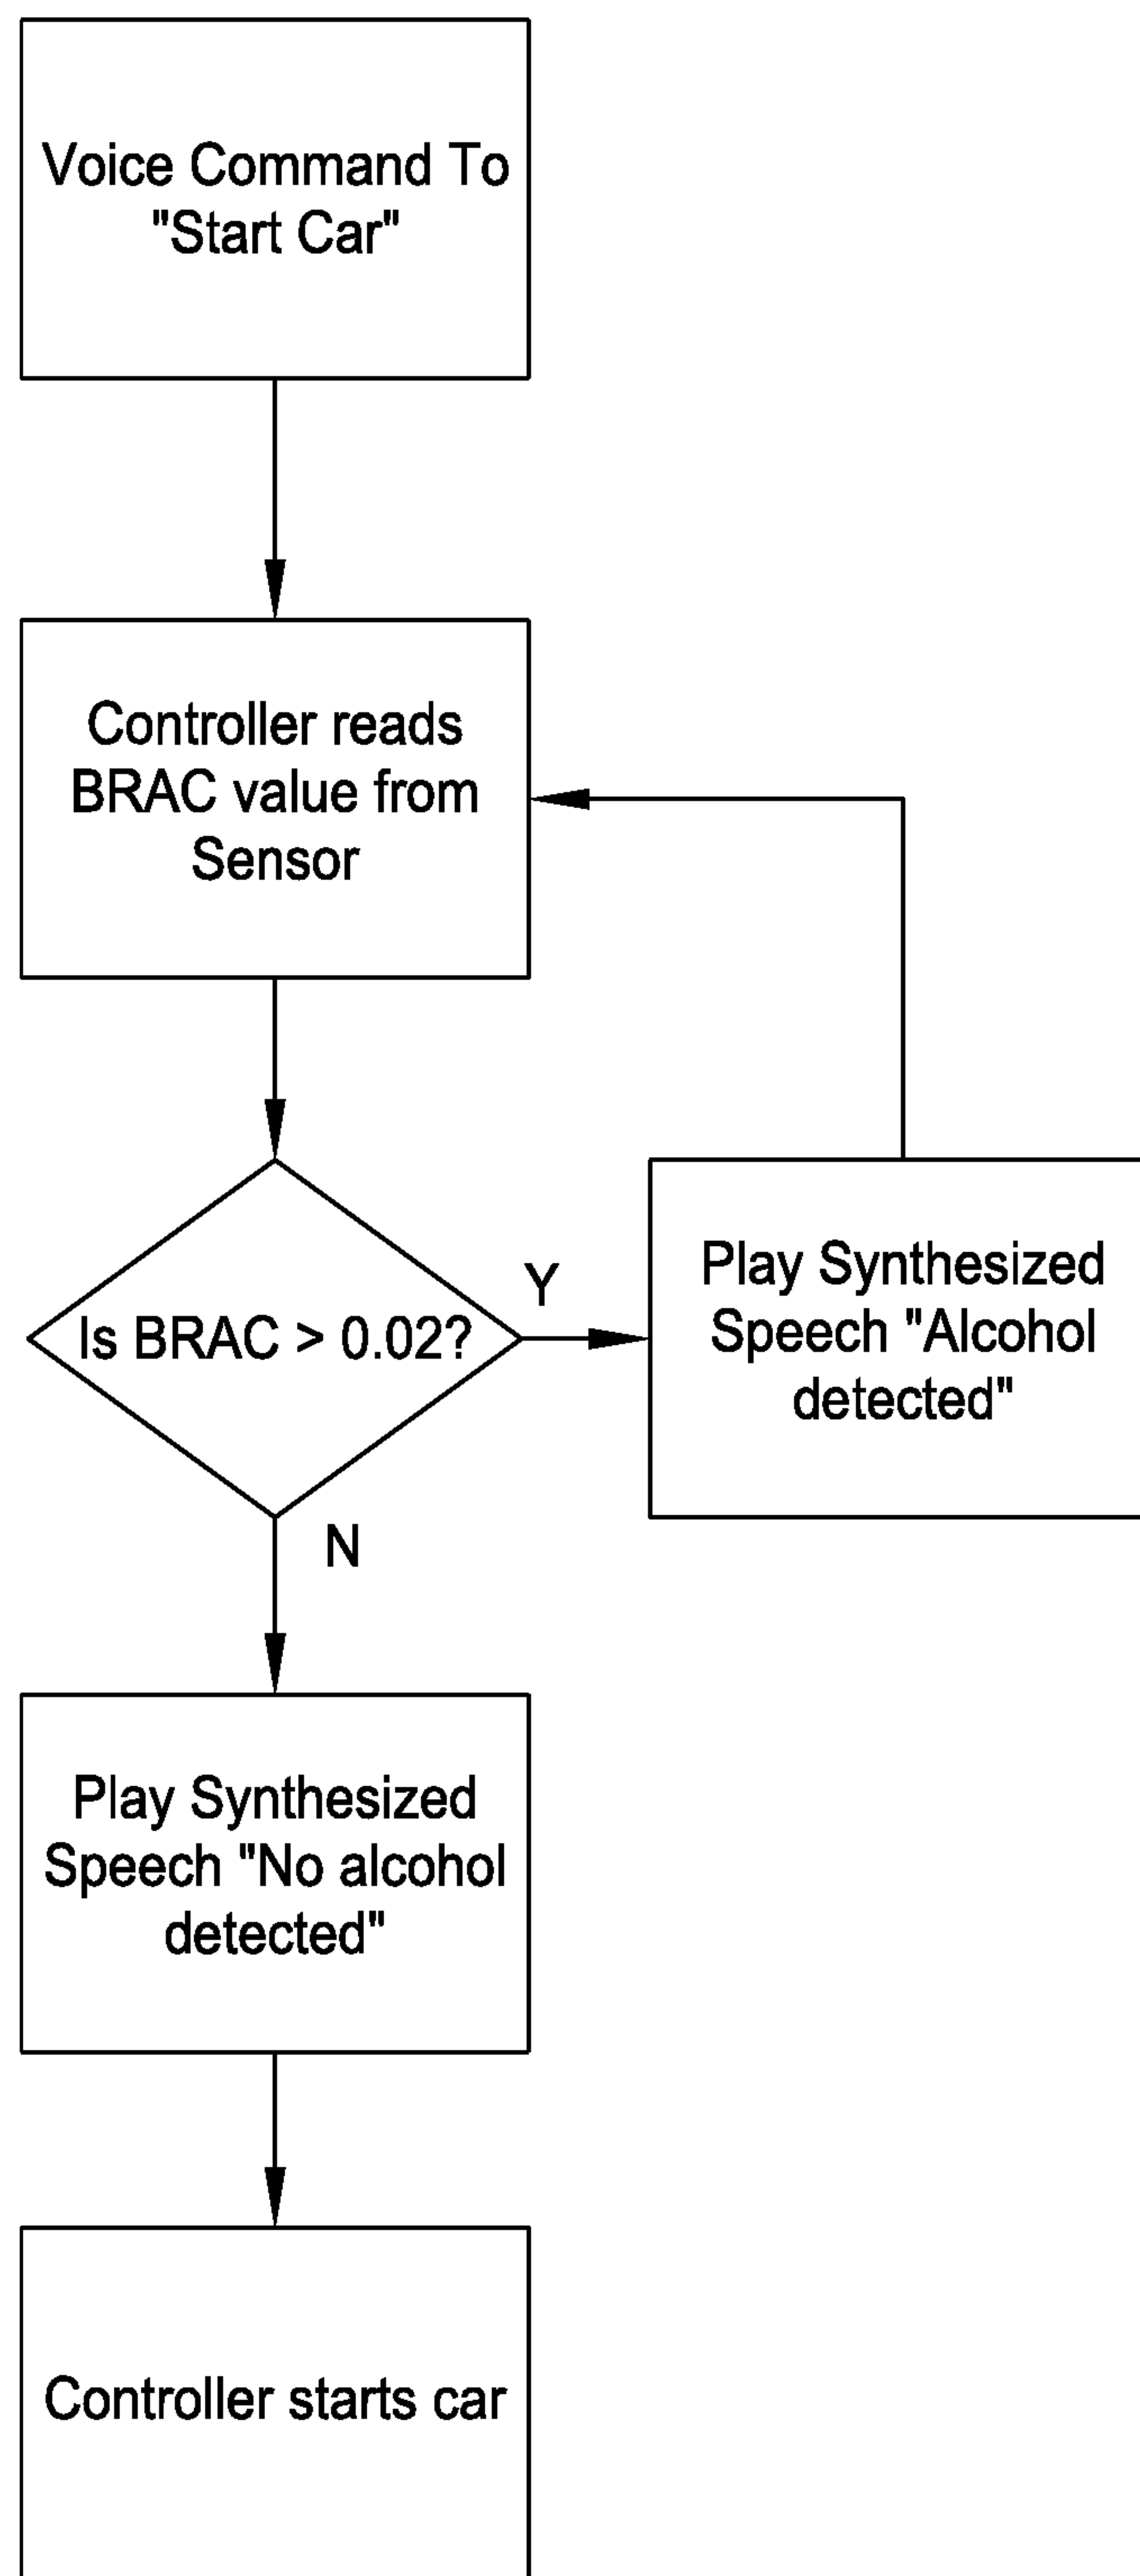 Voice Command To
"Start Car"
Controller reads
BRAC value from
Sensor
Is BRAC > 0.02?
Y
Play Synthesized
Speech "Alcohol
detected"
N
Play Synthesized
Speech "No alcohol
detected"
Controller starts car